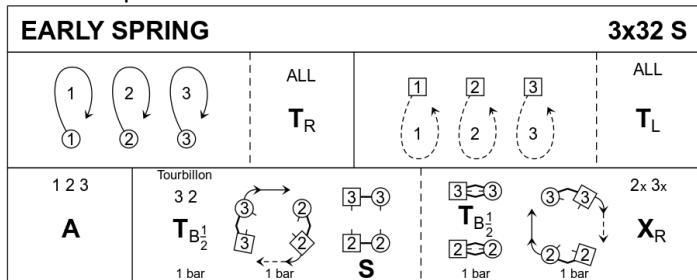 EARLY SPRING 3x32 S
1 2 3 ALL 1 2 3 ALL
1 2 3 TR 1 2 3 TL
1 2 3 Tourbillon 2x 3x
3 2 3 2 3 3 3 3 3 3
A TB½ TB½ XR
3 2 2 2 2 2 2 2
1 bar 1 bar S 1 bar 1 bar